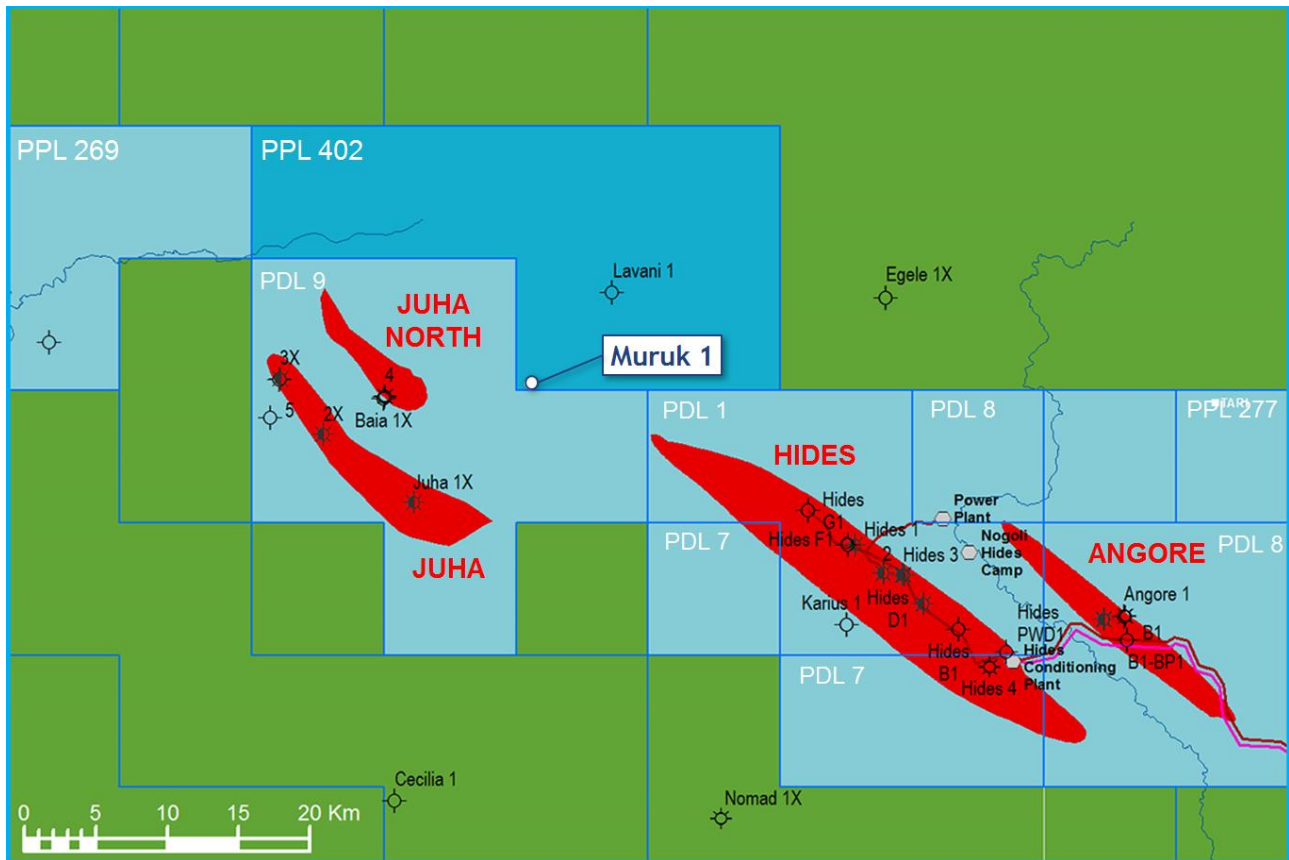 PPL 269
PPL 402
PDL 9
Lavani 1
Egele 1X
JUHA
NORTH
3X
4
Muruk 1
5
2X
Baia 1X
PDL 1
PDL 8
PPL 277
TARI
HIDES
Juha 1X
Hides
G1
Power
Plant
JUHA
PDL 7
Hides F1
Hides 1
2
Hides 3
Nogoli
Hides
Camp
ANGORE
PDL 8
Karius 1
Hides
D1
Hides
PWD1
Angore 1
B1
B1-BP1
Hides
B1
Hides
Conditioning
Plant
Hides 4
PDL 7
Cecilia 1
Nomad 1X
0 5 10 15 20 Km